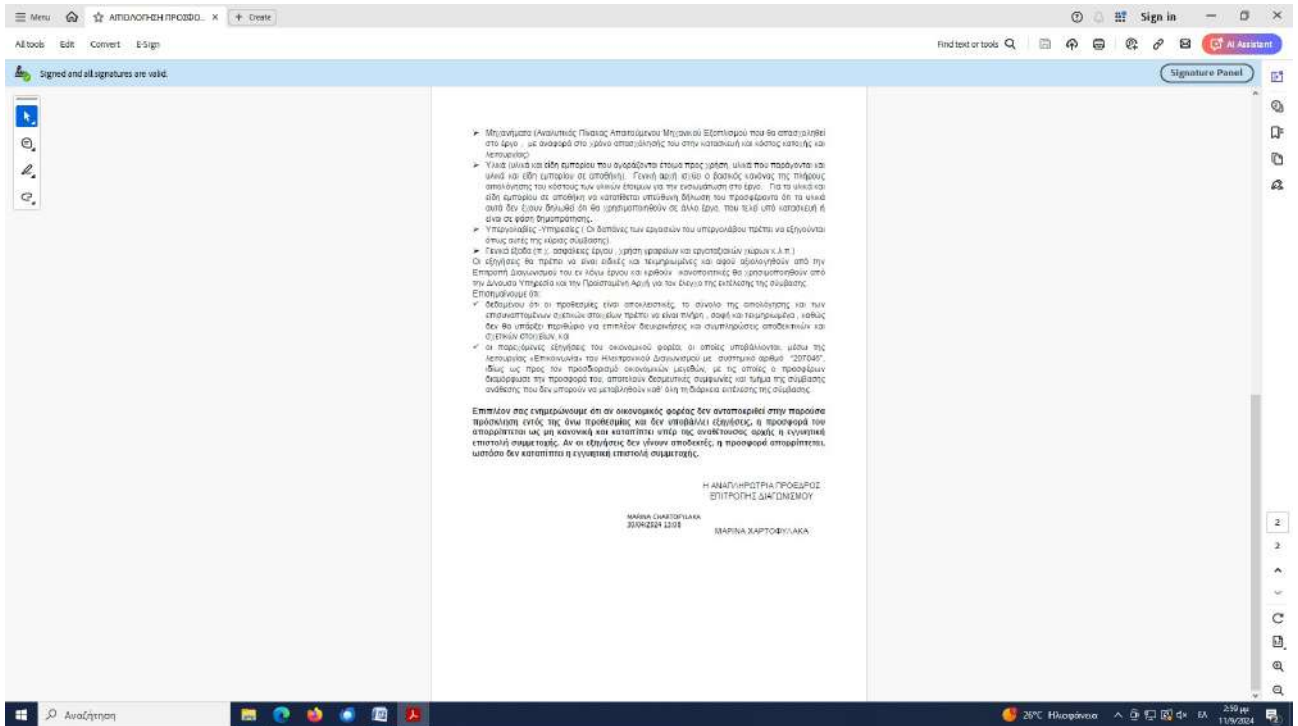 Menu
ΑΙΤΙΟΛΟΓΗΣΗ ΠΡΟΣΦΟ...
+ Create
Sign in
All tools Edit Convert E-Sign
Find text or tools
AI Assistant
Signed and all signatures are valid.
Signature Panel
➢ Μηχανήματα (Αναλυτικός Πίνακας Απαιτούμενου Μηχανικού Εξοπλισμού που θα απασχοληθεί
στο έργο , με αναφορά στο χρόνο απασχόλησής του στην κατασκευή και κόστος κατοχής και
λειτουργίας)
➢ Υλικά (υλικά και είδη εμπορίου που αγοράζονται έτοιμα προς χρήση, υλικά που παράγονται και
υλικά και είδη εμπορίου σε αποθήκη). Γενική αρχή ισχύει ο βασικός κανόνας της πλήρους
απολόγησης του κόστους των υλικών έτοιμων για την ενσωμάτωση στο έργο. Για τα υλικά και
είδη εμπορίου σε αποθήκη να κατατίθεται υπεύθυνη δήλωση του προσφέροντα ότι τα υλικά
αυτά δεν έχουν δηλωθεί ότι θα χρησιμοποιηθούν σε άλλο έργο, που τελεί υπό κατασκευή ή
είναι σε φάση δημοπράτησης.
➢ Υπεργολαβίες -Υπηρεσίες ( Οι δαπάνες των εργασιών του υπεργολάβου πρέπει να εξηγούνται
όπως αυτές της κύριας σύμβασης).
➢ Γενικά έξοδα (π.χ. ασφάλειες έργου , χρήση γραφείων και εργοταξιακών χώρων κ.λ.π.)
Οι εξηγήσεις θα πρέπει να είναι ειδικές και τεκμηριωμένες και αφού αξιολογηθούν από την
Επιτροπή Διαγωνισμού του εν λόγω έργου και κριθούν ικανοποιητικές θα χρησιμοποιηθούν από
την Δ/νουσα Υπηρεσία και την Προϊσταμένη Αρχή για τον έλεγχο της εκτέλεσης της σύμβασης.
Επισημαίνουμε ότι:
✓ δεδομένου ότι οι προθεσμίες είναι αποκλειστικές, το σύνολο της απολόγησης και των
επισυναπτομένων σχετικών στοιχείων πρέπει να είναι πλήρη , σαφή και τεκμηριωμένα , καθώς
δεν θα υπάρξει περιθώριο για επιπλέον διευκρινήσεις και συμπληρώσεις αποδεικτικών και
σχετικών στοιχείων, και
✓ οι παρεχόμενες εξηγήσεις του οικονομικού φορέα, οι οποίες υποβάλλονται, μέσω της
λειτουργίας «Επικοινωνία» του Ηλεκτρονικού Διαγωνισμού με συστημικό αριθμό "207046",
ιδίως ως προς τον προσδιορισμό οικονομικών μεγεθών, με τις οποίες ο προσφέρων
διαμόρφωσε την προσφορά του, αποτελούν δεσμευτικές συμφωνίες και τμήμα της σύμβασης
ανάθεσης που δεν μπορούν να μεταβληθούν καθ' όλη τη διάρκεια εκτέλεσης της σύμβασης.
Επιπλέον σας ενημερώνουμε ότι αν οικονομικός φορέας δεν ανταποκριθεί στην παρούσα
πρόσκληση εντός της άνω προθεσμίας και δεν υποβάλλει εξηγήσεις, η προσφορά του
απορρίπτεται ως μη κανονική και καταπίπτει υπέρ της αναθέτουσας αρχής η εγγυητική
επιστολή συμμετοχής. Αν οι εξηγήσεις δεν γίνουν αποδεκτές, η προσφορά απορρίπτεται,
ωστόσο δεν καταπίπτει η εγγυητική επιστολή συμμετοχής.
Η ΑΝΑΠΛΗΡΩΤΡΙΑ ΠΡΟΕΔΡΟΣ
ΕΠΙΤΡΟΠΗΣ ΔΙΑΓΩΝΙΣΜΟΥ
MARINA CHARTOFYLAKA
30/04/2024 13:08
ΜΑΡΙΝΑ ΧΑΡΤΟΦΥΛΑΚΑ
2
2
Αναζήτηση
26°C Ηλιοφάνεια
ΕΛ
2:59 μμ
11/9/2024